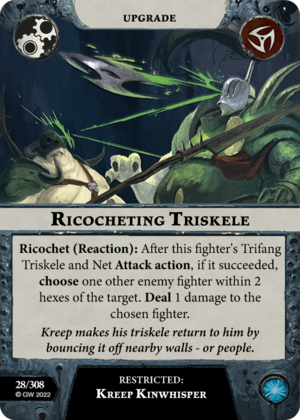 UPGRADE
RICOCHETING TRISKELE
Ricochet (Reaction): After this fighter's Trifang
Triskele and Net Attack action, if it succeeded,
choose one other enemy fighter within 2
hexes of the target. Deal 1 damage to the
chosen fighter.
Kreep makes his triskele return to him by
bouncing it off nearby walls - or people.
28/308
© GW 2022
RESTRICTED:
KREEP KINWHISPER